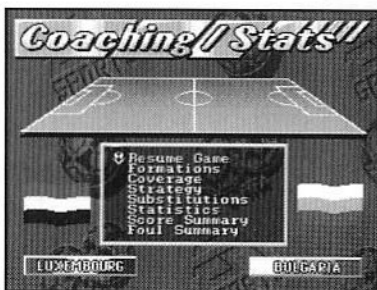 Coaching/Stats
Resume Game
Formations
Coverage
Strategy
Substitutions
Statistics
Score Summary
Foul Summary
LUXEMBOURG
BULGARIA